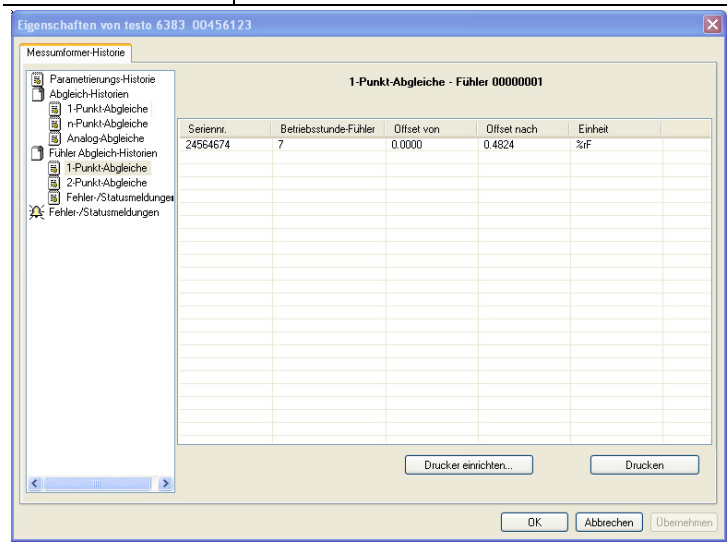 Eigenschaften von testo 6383 00456123
Messumformer-Historie
Parametrierungs-Historie
Abgleich-Historien
1-Punkt-Abgleiche
n-Punkt-Abgleiche
Analog-Abgleiche
Fühler Abgleich-Historien
1-Punkt-Abgleiche
2-Punkt-Abgleiche
Fehler-/Statusmeldungen
Fehler-/Statusmeldungen
1-Punkt-Abgleiche - Fühler 00000001
Seriennr. Betriebsstunde-Fühler Offset von Offset nach Einheit
24564674 7 0.0000 0.4824 %rF
Drucker einrichten... Drucken
OK Abbrechen Übernehmen